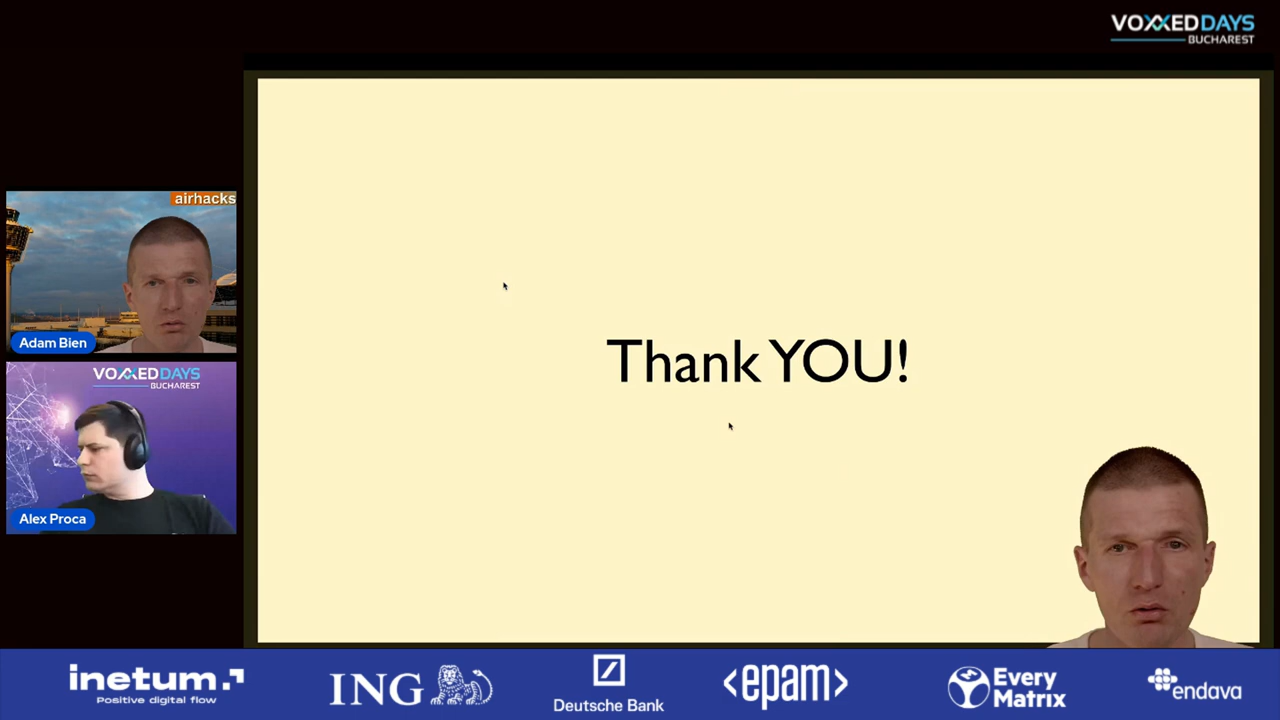 VOXXED DAYS
BUCHAREST
airhacks
Adam Bien
VOXXED DAYS
BUCHAREST
Alex Proca
Thank YOU!
inetum.
Positive digital flow
ING
Deutsche Bank
<epam>
Every
Matrix
endava